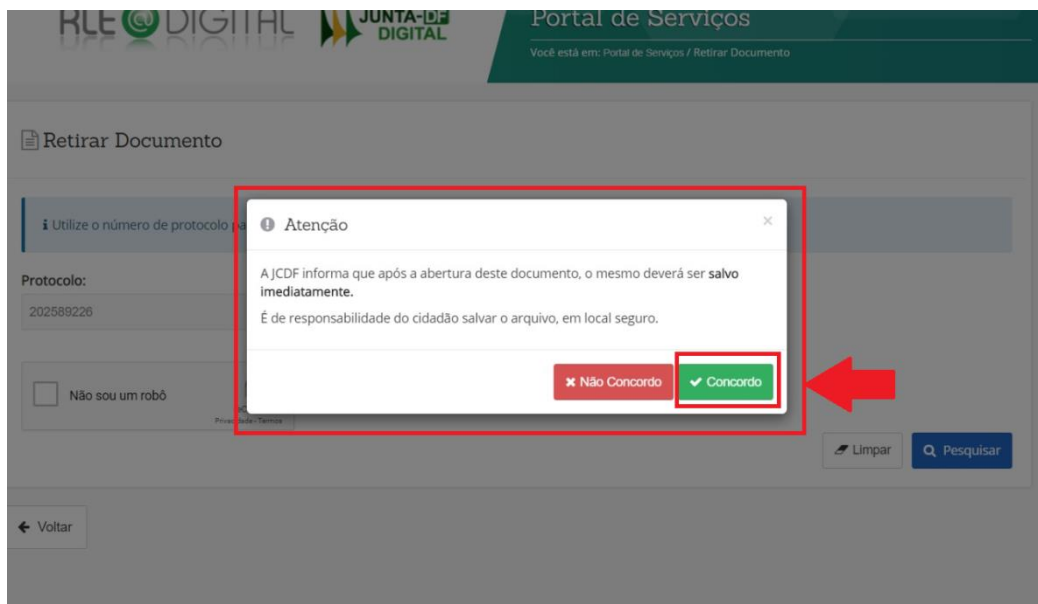 RLE@DIGITAL
JUNTA-DF
DIGITAL
Portal de Serviços
Você está em: Portal de Serviços / Retirar Documento
Retirar Documento
i Utilize o número de protocolo
Atenção
×
A JCDF informa que após a abertura deste documento, o mesmo deverá ser salvo
imediatamente.
É de responsabilidade do cidadão salvar o arquivo, em local seguro.
Não Concordo
Concordo
Protocolo:
202589226
Não sou um robô
Privacidade - Termos
Limpar
Pesquisar
Voltar